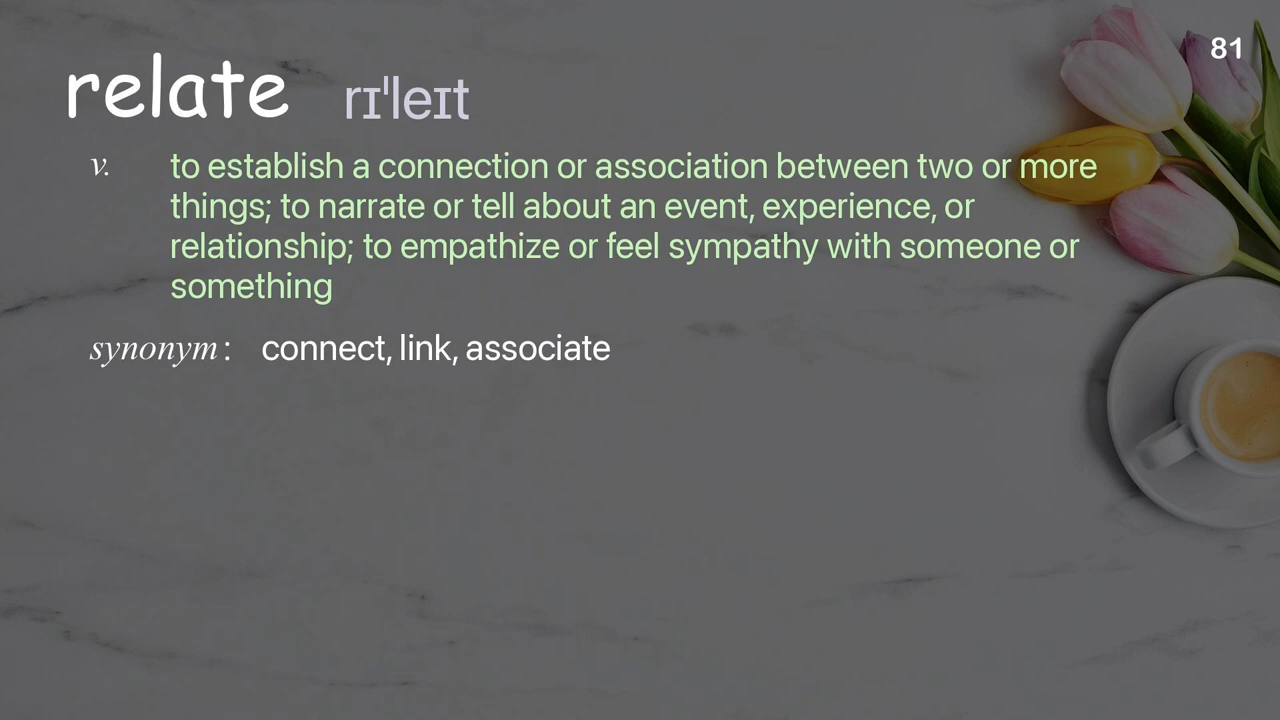 81
relate rɪˈleɪt
v. to establish a connection or association between two or more
things; to narrate or tell about an event, experience, or
relationship; to empathize or feel sympathy with someone or
something
synonym : connect, link, associate